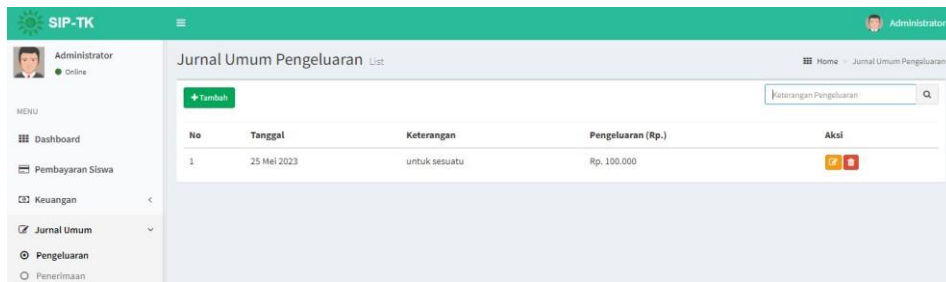 SIP-TK
Administrator
Administrator
Online
Jurnal Umum Pengeluaran List
Home > Jurnal Umum Pengeluaran
MENU
+Tambah
Keterangan Pengeluaran
Dashboard
No Tanggal Keterangan Pengeluaran (Rp.) Aksi
1 25 Mei 2023 untuk sesuatu Rp. 100.000
Pembayaran Siswa
Keuangan
Jurnal Umum
Pengeluaran
Penerimaan